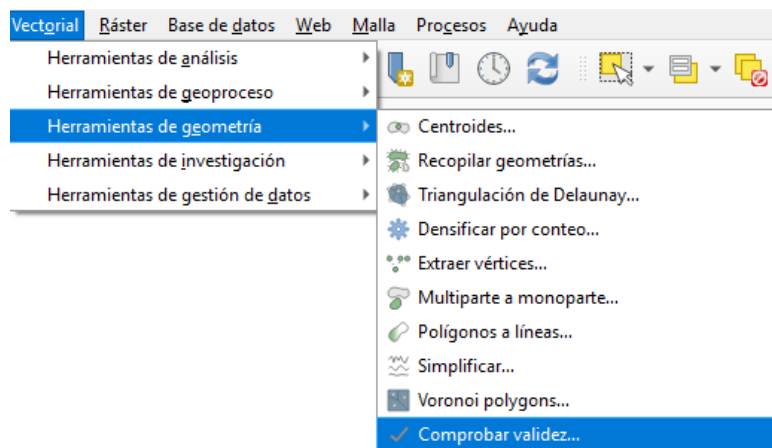 Vectorial Ráster Base de datos Web Malla Procesos Ayuda
Herramientas de análisis
Herramientas de geoproceso
Herramientas de geometría
Herramientas de investigación
Herramientas de gestión de datos
Centroides...
Recopilar geometrías...
Triangulación de Delaunay...
Densificar por conteo...
Extraer vértices...
Multiparte a monoparte...
Polígonos a líneas...
Simplificar...
Voronoi polygons...
Comprobar validez...